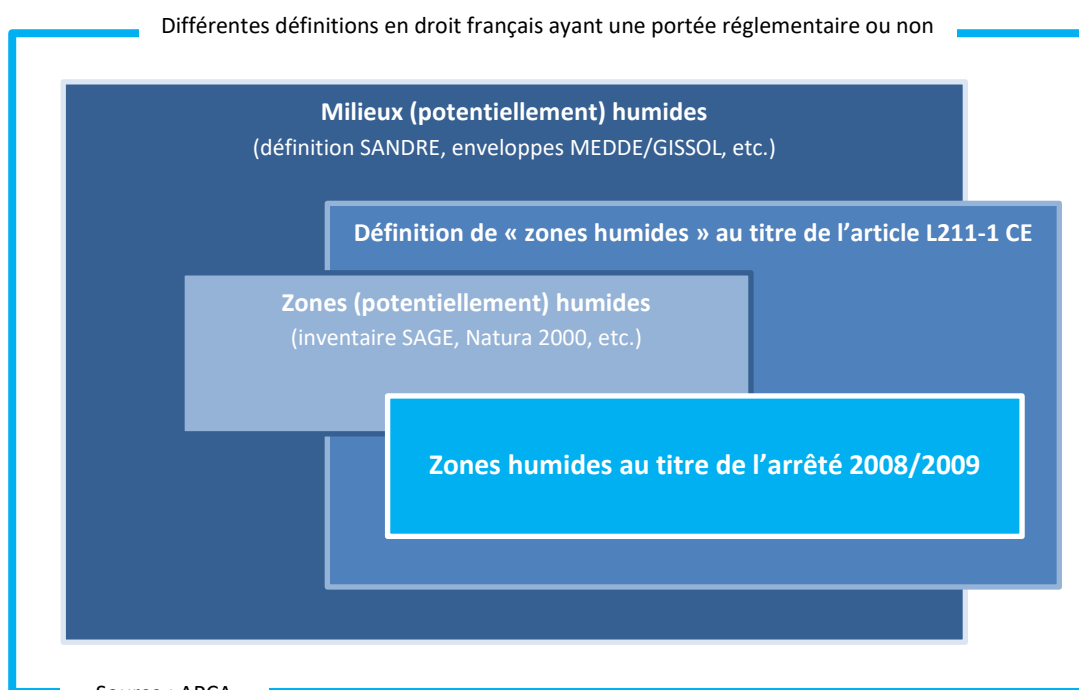 Différentes définitions en droit français ayant une portée réglementaire ou non
Milieux (potentiellement) humides
(définition SANDRE, enveloppes MEDDE/GISSOL, etc.)
Définition de « zones humides » au titre de l’article L211-1 CE
Zones (potentiellement) humides
(inventaire SAGE, Natura 2000, etc.)
Zones humides au titre de l’arrêté 2008/2009
Source : ARCA